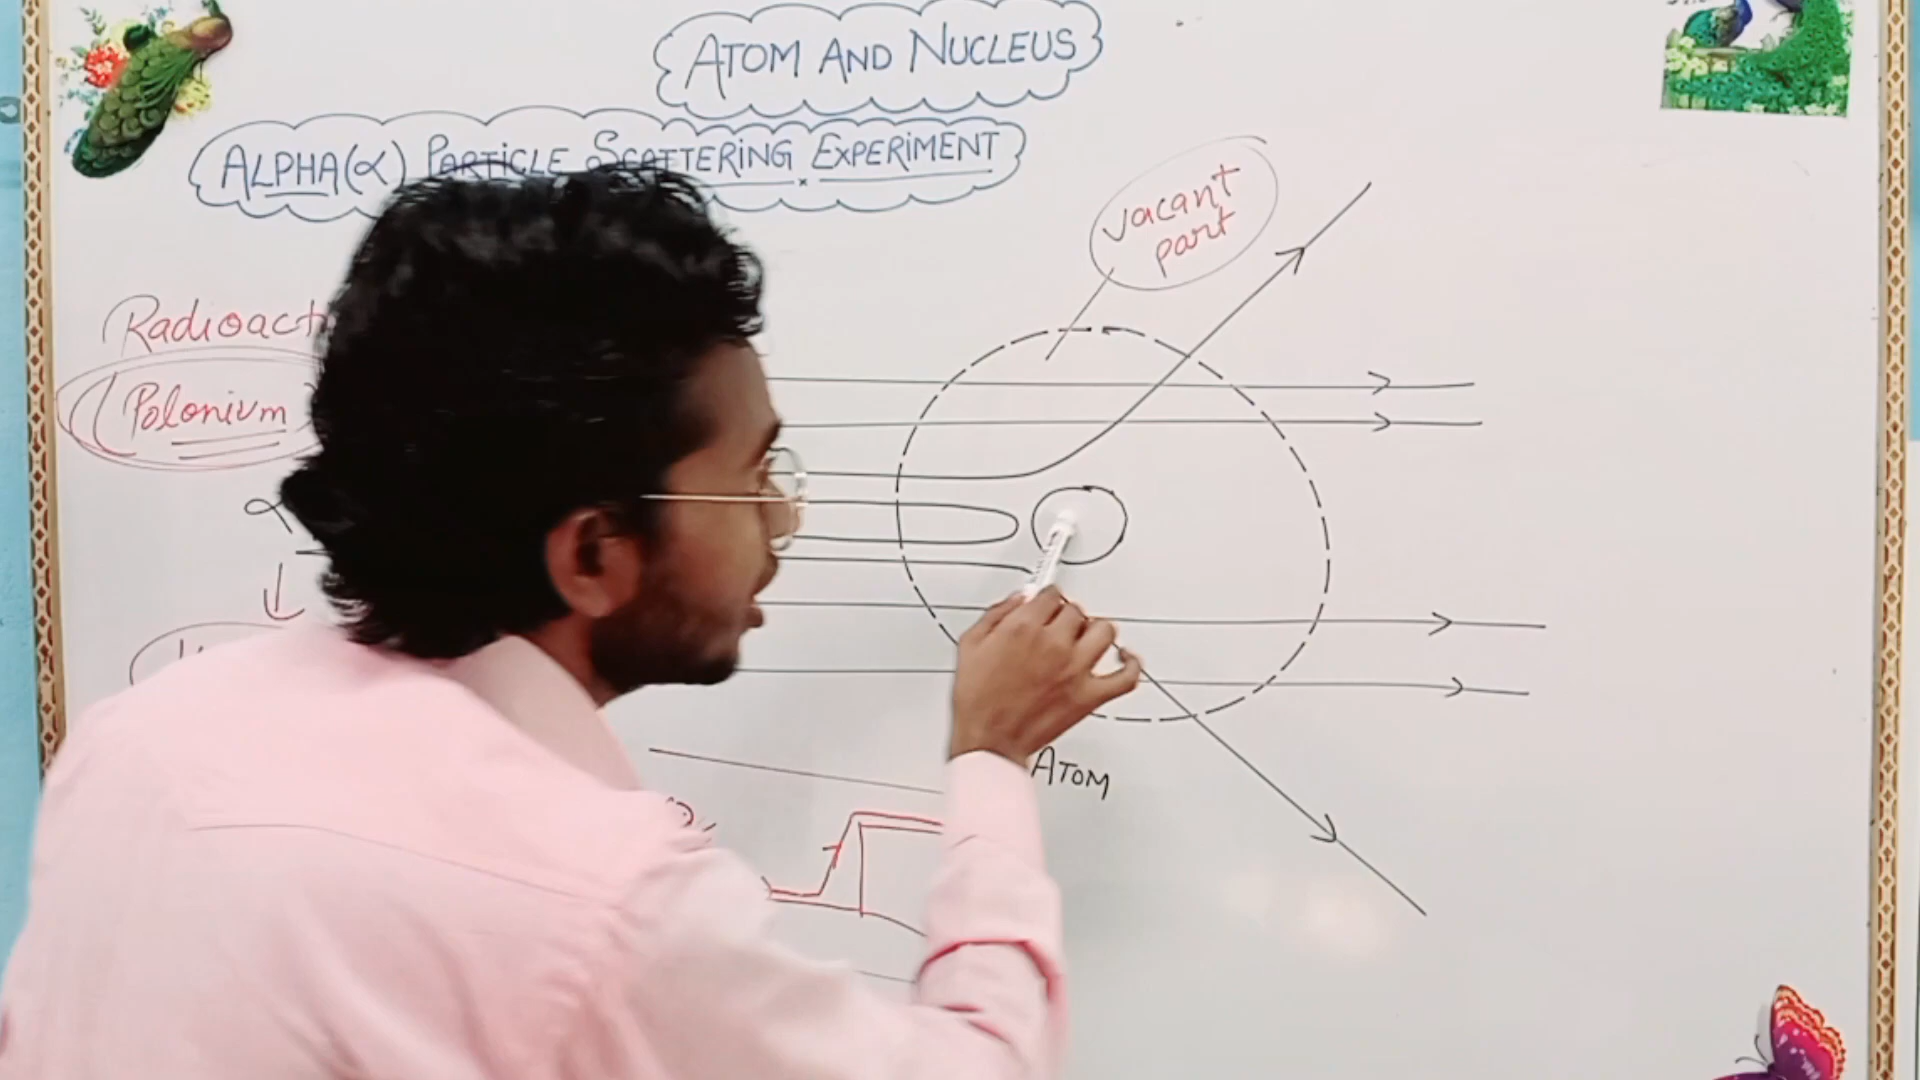 ATOM AND NUCLEUS
ALPHA(α) PARTICLE SCATTERING EXPERIMENT
vacant
part
Radioact
(Polonium
α
ATOM